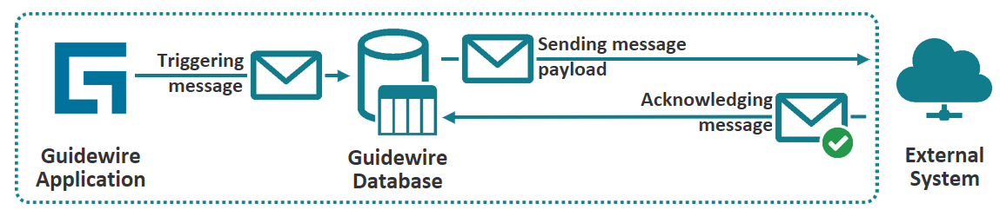 Triggering
message
Sending message
payload
Acknowledging
message
Guidewire
Application
Guidewire
Database
External
System